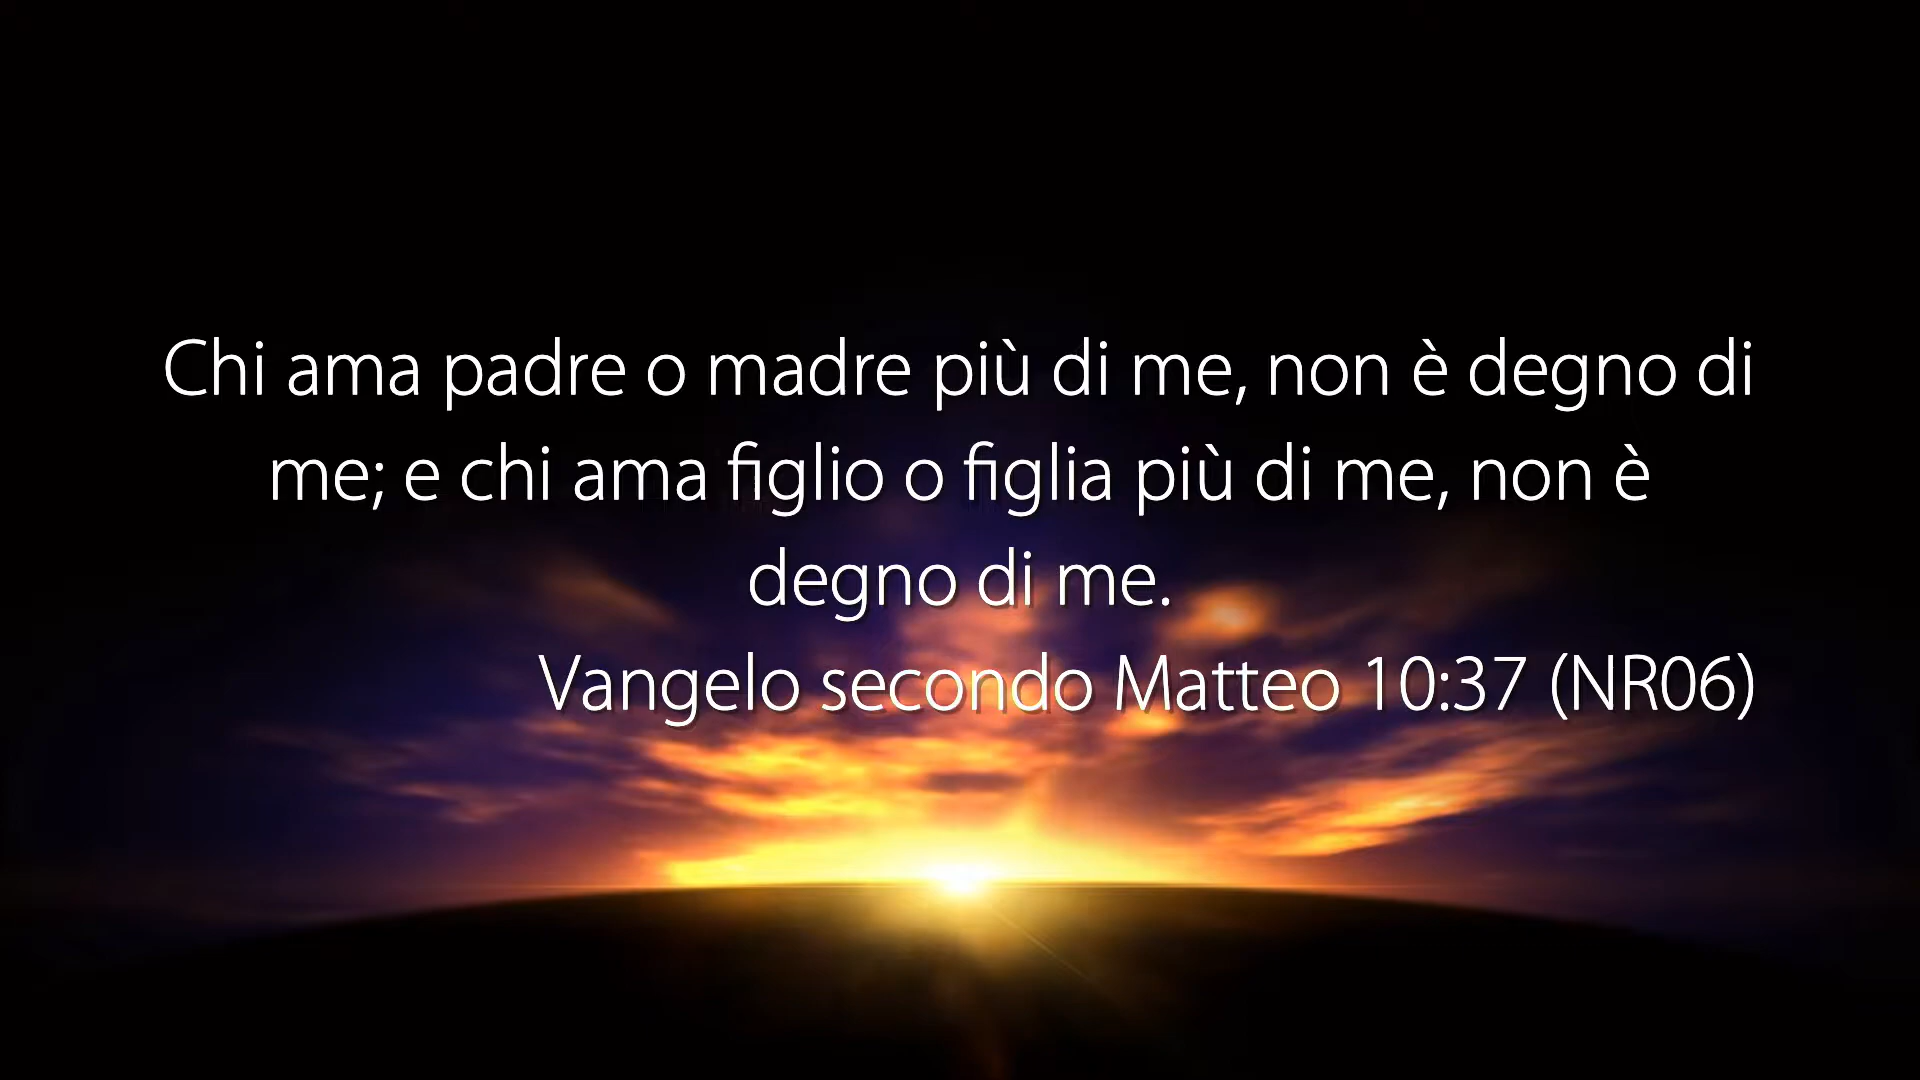 Chi ama padre o madre più di me, non è degno di
me; e chi ama figlio o figlia più di me, non è
degno di me.
Vangelo secondo Matteo 10:37 (NR06)